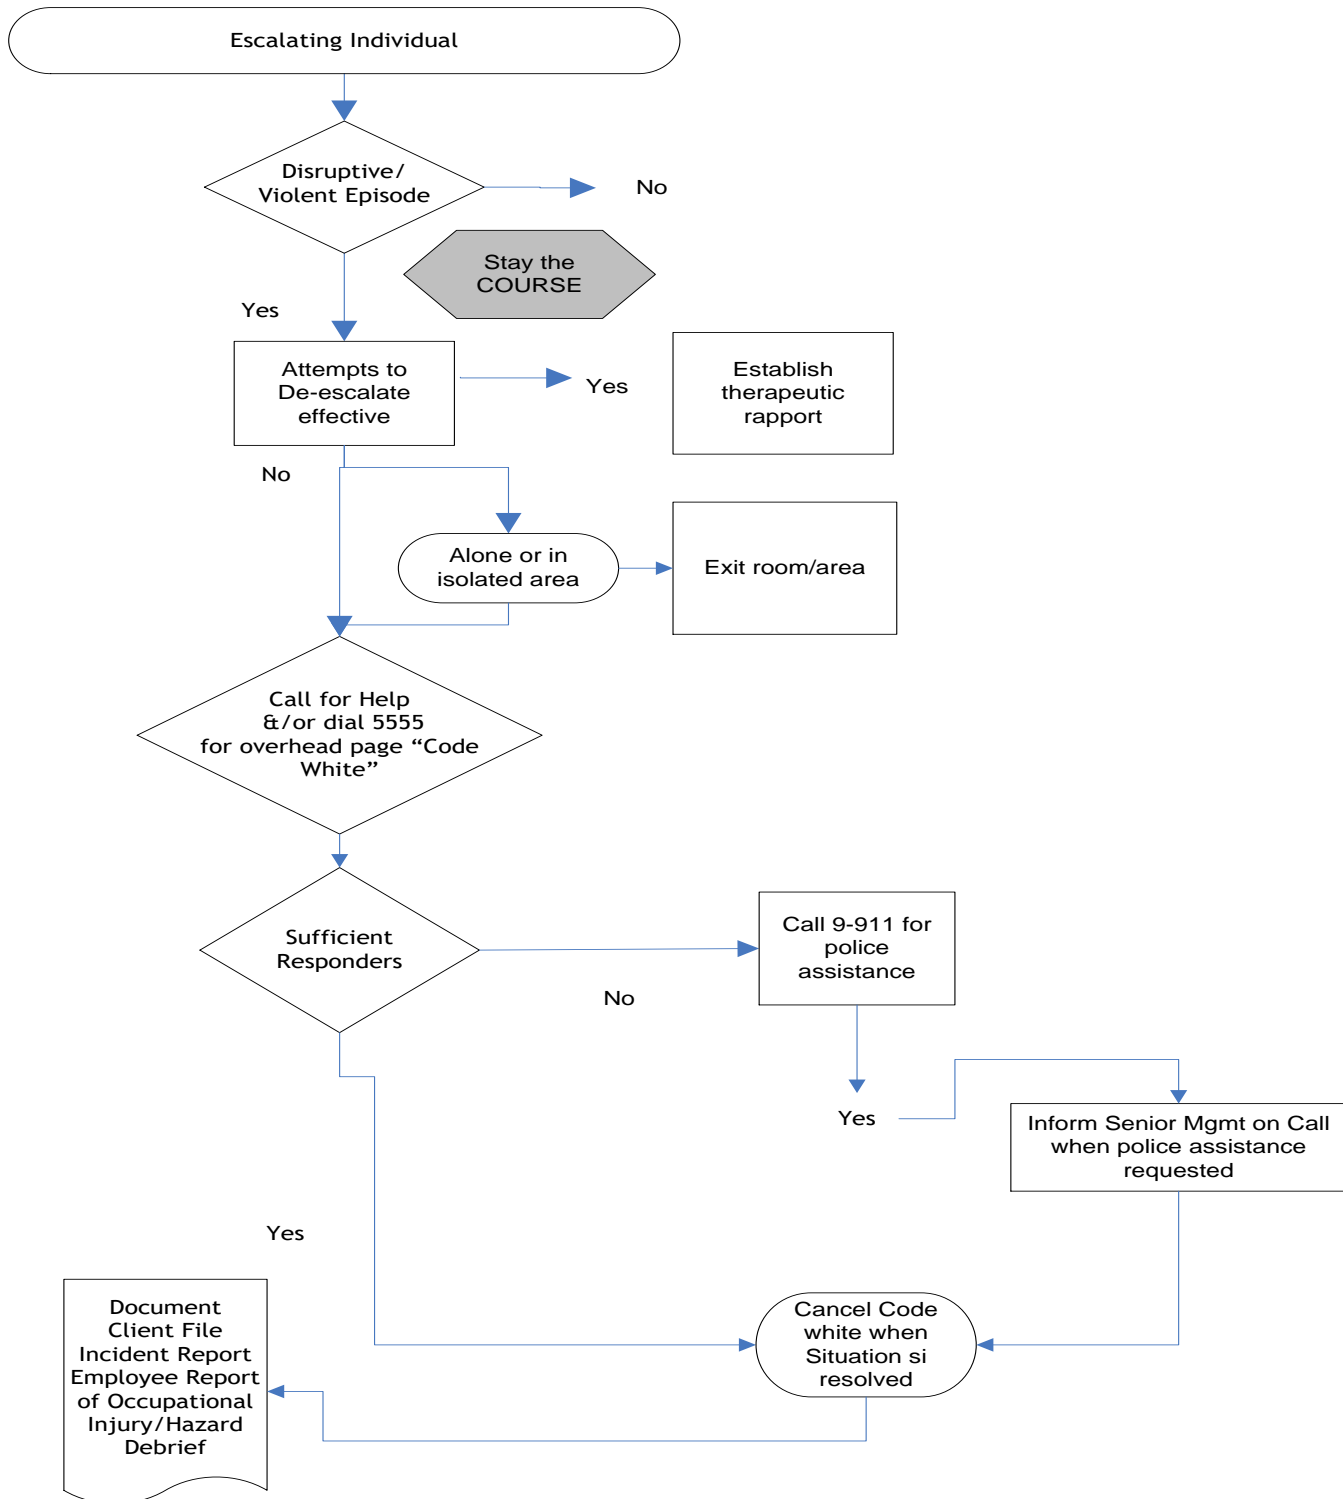 Escalating Individual
Disruptive/
Violent Episode
No
Stay the
COURSE
Yes
Attempts to
De-escalate
effective
Yes
Establish
therapeutic
rapport
No
Alone or in
isolated area
Exit room/area
Call for Help
&/or dial 5555
for overhead page “Code
White”
Sufficient
Responders
No
Call 9-911 for
police
assistance
Yes
Inform Senior Mgmt on Call
when police assistance
requested
Yes
Cancel Code
white when
Situation si
resolved
Document
Client File
Incident Report
Employee Report
of Occupational
Injury/Hazard
Debrief